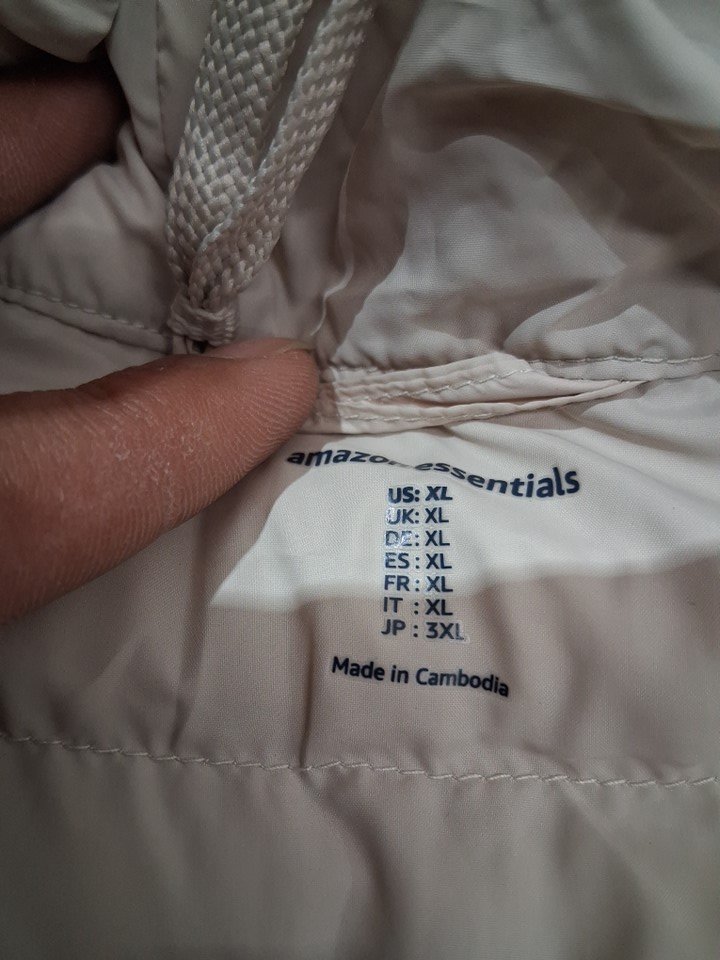 amazon essentials
US: XL
UK: XL
DE: XL
ES : XL
FR : XL
IT : XL
JP : 3XL
Made in Cambodia